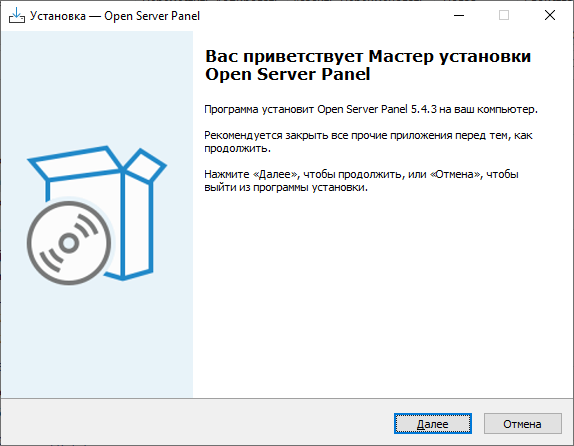 Установка — Open Server Panel
Вас приветствует Мастер установки
Open Server Panel
Программа установит Open Server Panel 5.4.3 на ваш компьютер.
Рекомендуется закрыть все прочие приложения перед тем, как
продолжить.
Нажмите «Далее», чтобы продолжить, или «Отмена», чтобы
выйти из программы установки.
Далее
Отмена